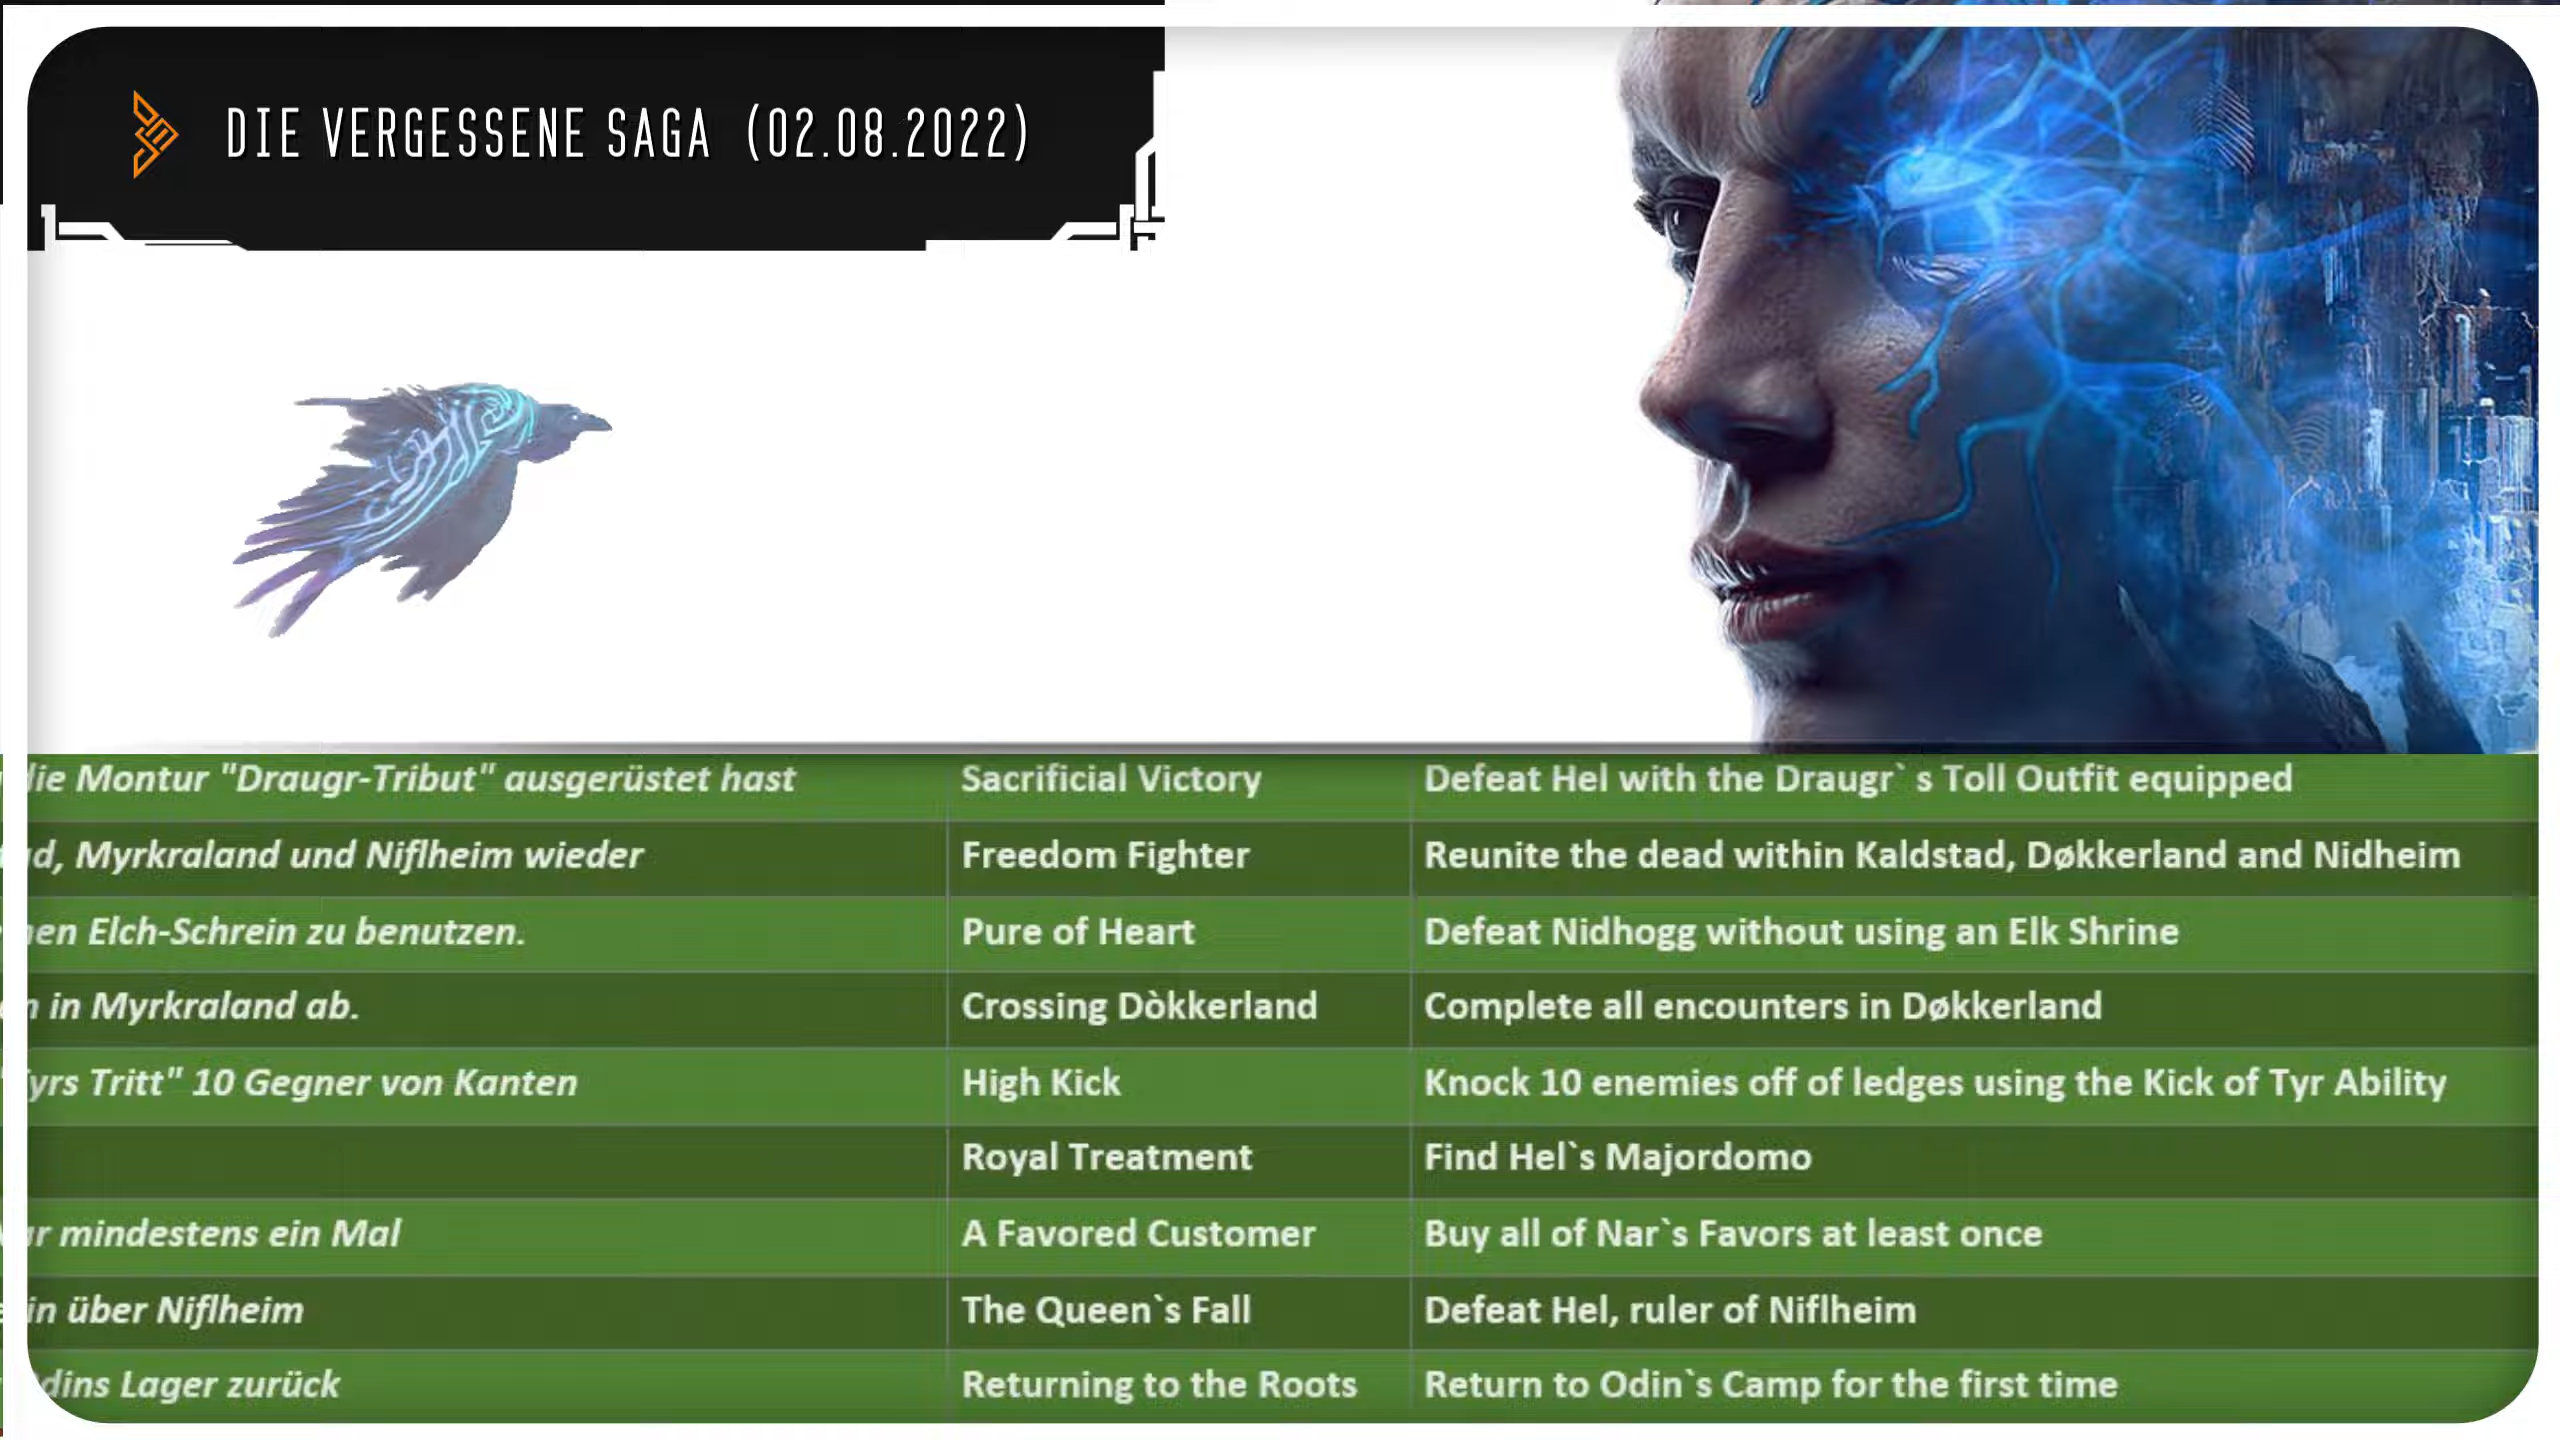 DIE VERGESSENE SAGA (02.08.2022)
die Montur "Draugr-Tribut" ausgerüstet hast Sacrificial Victory Defeat Hel with the Draugr` s Toll Outfit equipped
Myrkraland und Niflheim wieder Freedom Fighter Reunite the dead within Kaldstad, Døkkerland and Nidheim
Elch-Schrein zu benutzen. Pure of Heart Defeat Nidhogg without using an Elk Shrine
in Myrkraland ab. Crossing Dòkkerland Complete all encounters in Døkkerland
Tritt" 10 Gegner von Kanten High Kick Knock 10 enemies off of ledges using the Kick of Tyr Ability
Royal Treatment Find Hel`s Majordomo
mindestens ein Mal A Favored Customer Buy all of Nar`s Favors at least once
über Niflheim The Queen`s Fall Defeat Hel, ruler of Niflheim
Lager zurück Returning to the Roots Return to Odin`s Camp for the first time